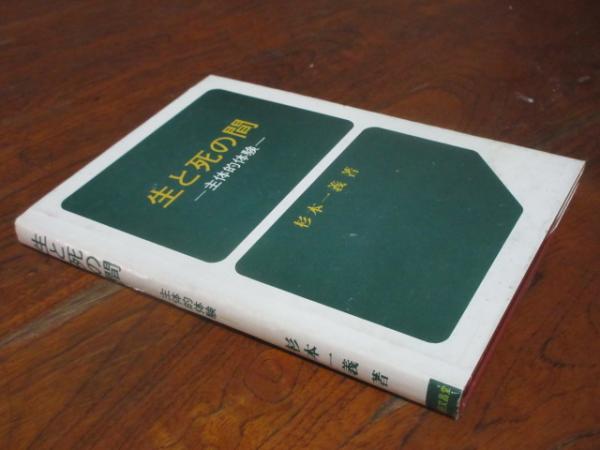 生と死の間
―主体的体験―
杉本一義著
生と死の間
主体的体験
杉本一義著